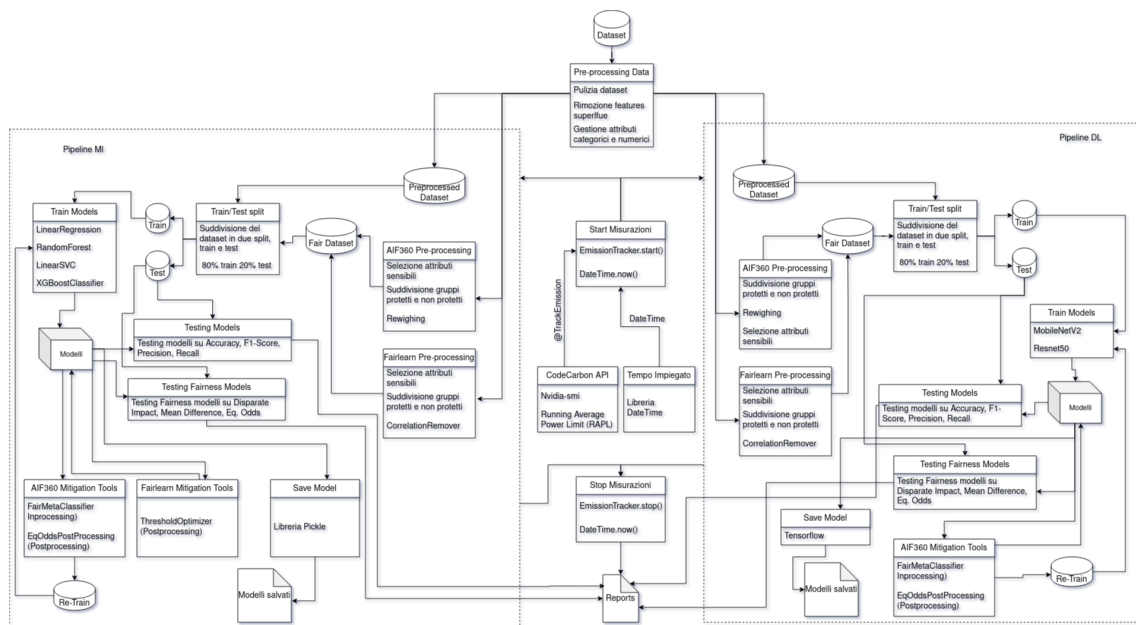 Dataset
Pre-processing Data
Pulizia dataset
Rimozione features
superlfue
Gestione attributi
categorici e numerici
Pipeline Ml
Preprocessed
Dataset
Train Models
LinearRegression
RandomForest
LinearSVC
XGBoostClassifier
Train
Test
Train/Test split
Suddivisione del
dataset in due split,
train e test
80% train 20% test
Fair Dataset
AIF360 Pre-processing
Selezione attributi
sensibili
Suddivisione gruppi
protetti e non protetti
Rewighing
Fairlearn Pre-processing
Selezione attributi
sensibili
Suddivisione gruppi
protetti e non protetti
CorrelationRemover
Modelli
Testing Models
Testing modelli su Accuracy, F1-Score,
Precision, Recall
Testing Fairness Models
Testing Fairness modelli su Disparate
Impact, Mean Difference, Eq. Odds
AIF360 Mitigation Tools
FairMetaClassifier
Inprocessing)
EqOddsPostProcessing
(Postprocessing)
Fairlearn Mitigation Tools
ThresholdOptimizer
(Postprocessing)
Save Model
Libreria Pickle
Modelli salvati
Re-Train
Start Misurazioni
EmissionTracker.start()
DateTime.now()
@TrackEmission
DateTime
CodeCarbon API
Nvidia-smi
Running Average
Power Limit (RAPL)
Tempo Impiegato
Libreria
DateTime
Stop Misurazioni
EmissionTracker.stop()
DateTime.now()
Reports
Pipeline DL
Preprocessed
Dataset
Fair Dataset
Train/Test split
Suddivisione del
dataset in due split,
train e test
80% train 20% test
Train
Test
AIF360 Pre-processing
Suddivisione gruppi
protetti e non protetti
Rewighing
Selezione attributi
sensibili
Fairlearn Pre-processing
Selezione attributi
sensibili
Suddivisione gruppi
protetti e non protetti
CorrelationRemover
Train Models
MobileNetV2
Resnet50
Modelli
Testing Models
Testing modelli su Accuracy, F1-
Score, Precision, Recall
Testing Fairness Models
Testing Fairness modelli su
Disparate Impact, Mean Difference,
Eq. Odds
Save Model
Tensorflow
Modelli salvati
AIF360 Mitigation Tools
FairMetaClassifier
Inprocessing)
EqOddsPostProcessing
(Postprocessing)
Re-Train